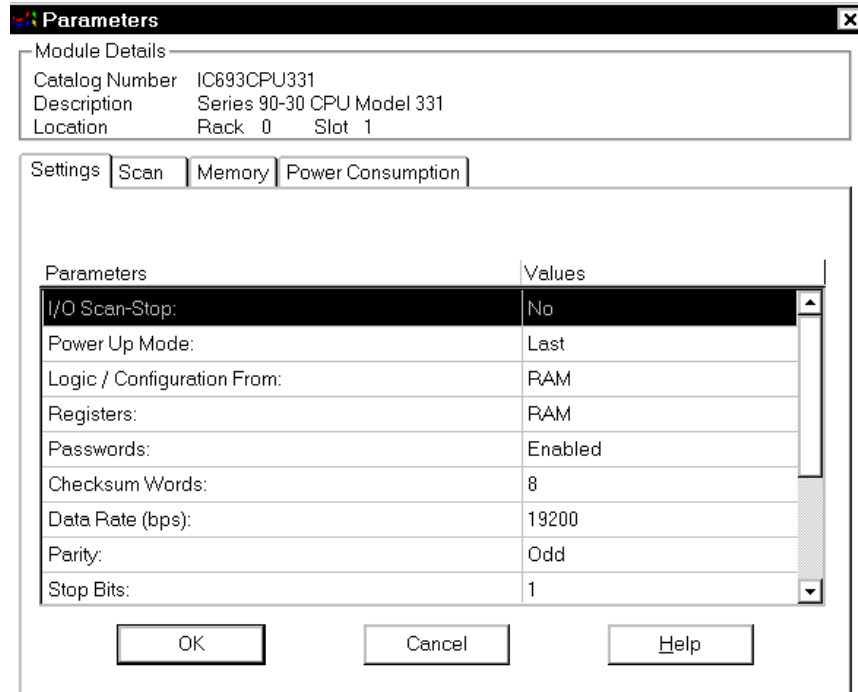 Parameters
Module Details
Catalog Number IC693CPU331
Description Series 90-30 CPU Model 331
Location Rack 0 Slot 1
Settings Scan Memory Power Consumption
Parameters Values
I/O Scan-Stop: No
Power Up Mode: Last
Logic / Configuration From: RAM
Registers: RAM
Passwords: Enabled
Checksum Words: 8
Data Rate (bps): 19200
Parity: Odd
Stop Bits: 1
OK Cancel Help